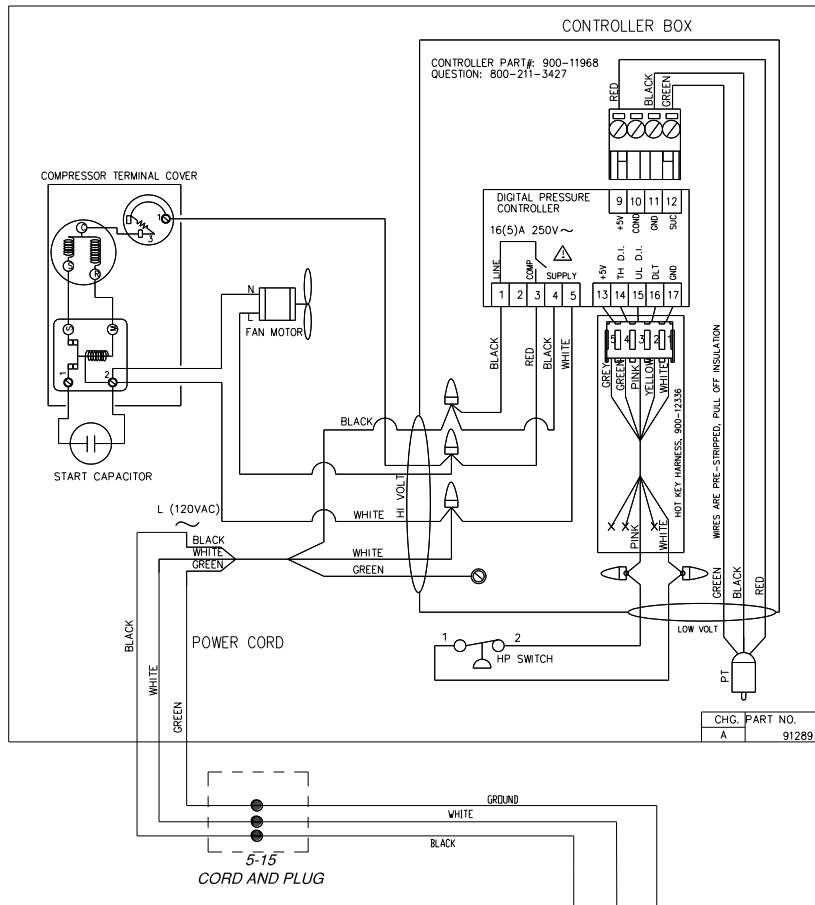 CONTROLLER BOX
CONTROLLER PART#: 900-11968
QUESTION: 800-211-3427
RED
BLACK
GREEN
COMPRESSOR TERMINAL COVER
1
3
C
S
R
S
M
1
2
START CAPACITOR
N
L
FAN MOTOR
DIGITAL PRESSURE
CONTROLLER
16(5)A 250V~
9 10 11 12
+5V COND GND SUC
LINE COMP SUPPLY
+5V TH D.I. UL D.I. DLT GND
1 2 3 4 5
13 14 15 16 17
5 4 3 2 1
BLACK
RED
BLACK
WHITE
GREY
GREEN
PINK
YELLOW
WHITE
HOT KEY HARNESS, 900-12336
WIRES ARE PRE-STRIPPED, PULL OFF INSULATION
BLACK
HI VOLT
WHITE
L (120VAC)
BLACK
WHITE
GREEN
WHITE
GREEN
PINK
WHITE
GREEN
BLACK
RED
LOW VOLT
PT
1
2
HP SWITCH
POWER CORD
BLACK
WHITE
GREEN
CHG. PART NO.
A 91289
GROUND
WHITE
BLACK
5-15
CORD AND PLUG